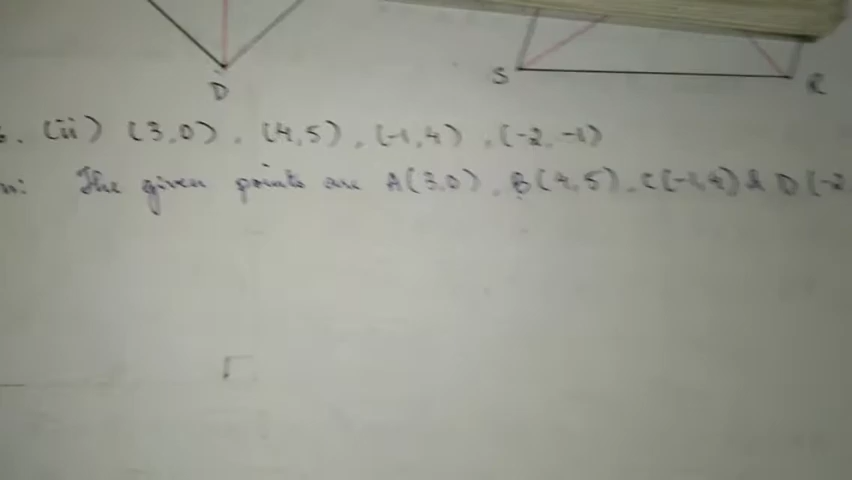 D
S
R
(ii) (3,0), (4,5), (-1,4), (-2,-1)
The given points are A(3,0), B(4,5), C(-1,4) & D(-2